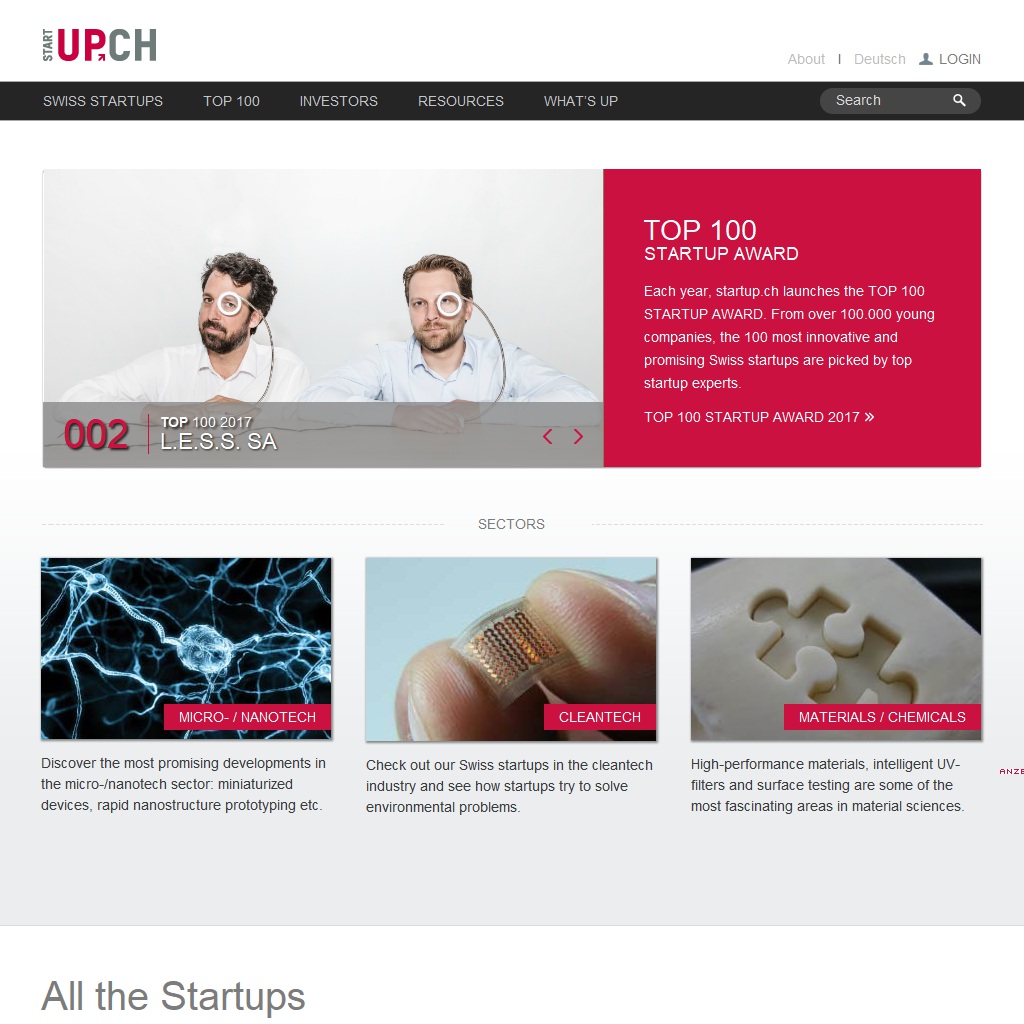 START UP.CH
About | Deutsch LOGIN
SWISS STARTUPS TOP 100 INVESTORS RESOURCES WHAT'S UP Search
TOP 100
STARTUP AWARD
Each year, startup.ch launches the TOP 100
STARTUP AWARD. From over 100.000 young
companies, the 100 most innovative and
promising Swiss startups are picked by top
startup experts.
TOP 100 STARTUP AWARD 2017 »
002
TOP 100 2017
L.E.S.S. SA
SECTORS
MICRO- / NANOTECH
Discover the most promising developments in
the micro-/nanotech sector: miniaturized
devices, rapid nanostructure prototyping etc.
CLEANTECH
Check out our Swiss startups in the cleantech
industry and see how startups try to solve
environmental problems.
MATERIALS / CHEMICALS
High-performance materials, intelligent UV-
filters and surface testing are some of the
most fascinating areas in material sciences.
ANZE
All the Startups